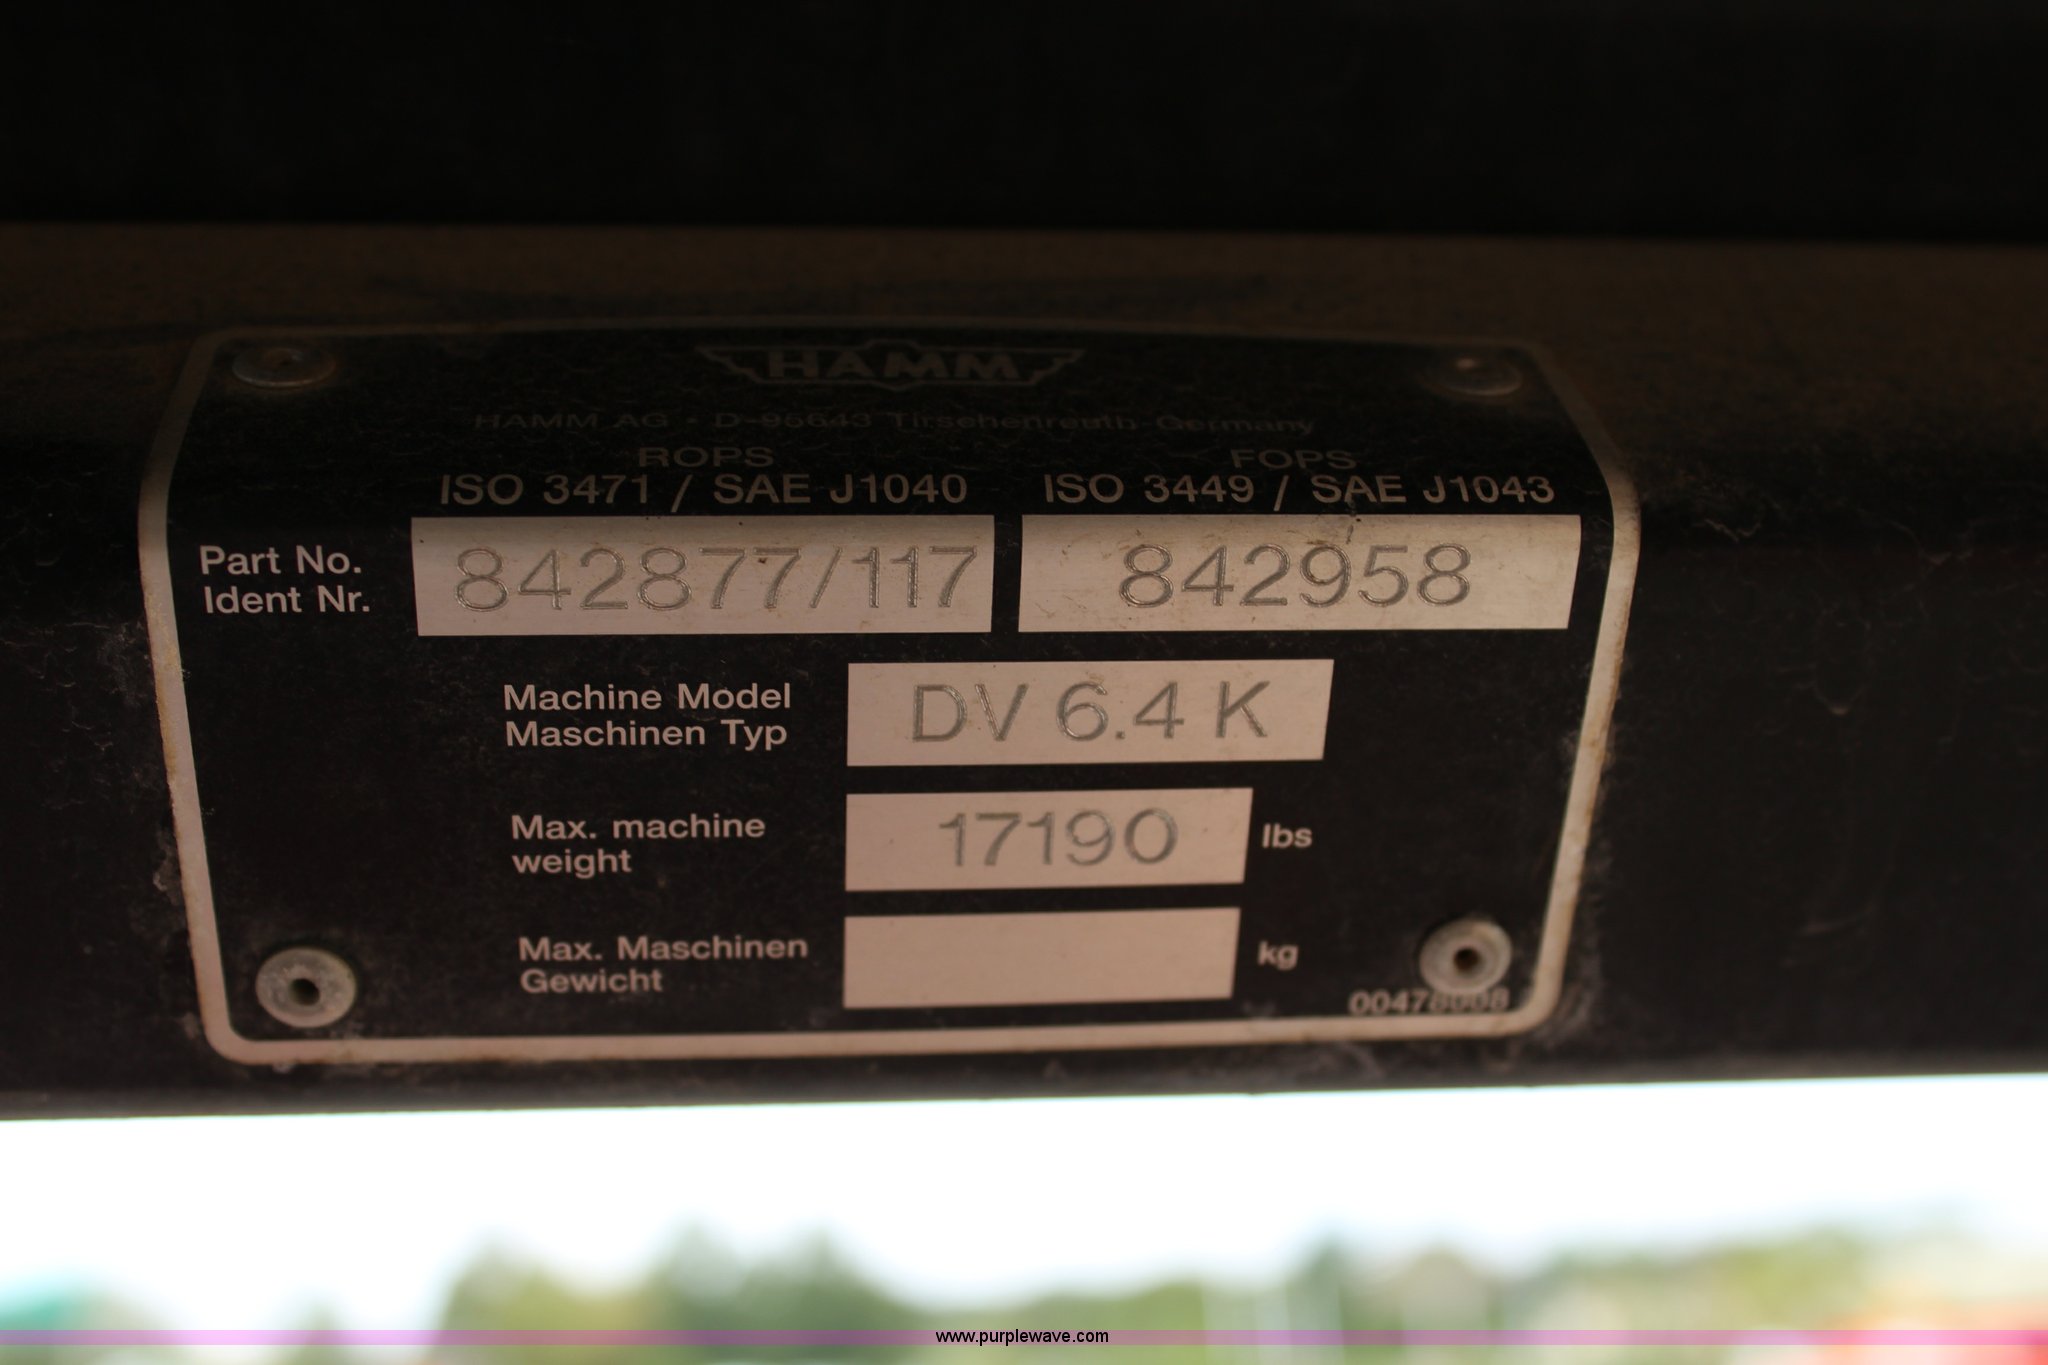 HAMM
HAMM AG • D-95643 Tirschenreuth-Germany
ROPS FOPS
ISO 3471 / SAE J1040 ISO 3449 / SAE J1043
Part No.
Ident Nr.
842877/117 842958
Machine Model
Maschinen Typ
DV 6.4 K
Max. machine
weight
17190 lbs
Max. Maschinen
Gewicht
kg
00478008
www.purplewave.com